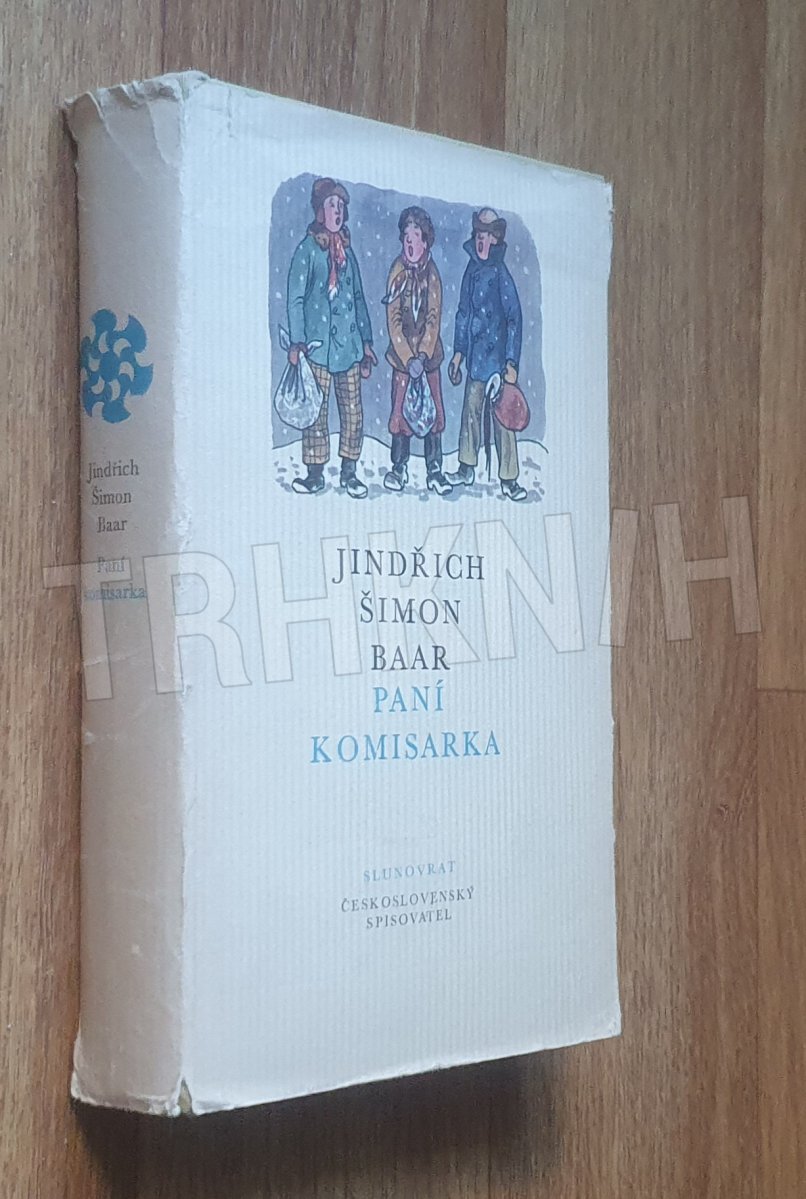 Jindřich
Šimon
Baar
Paní
komisarka
JINDŘICH
ŠIMON
BAAR
PANÍ
KOMISARKA
SLUNOVRAT
ČESKOSLOVENSKÝ
SPISOVATEL
TRHKNIH